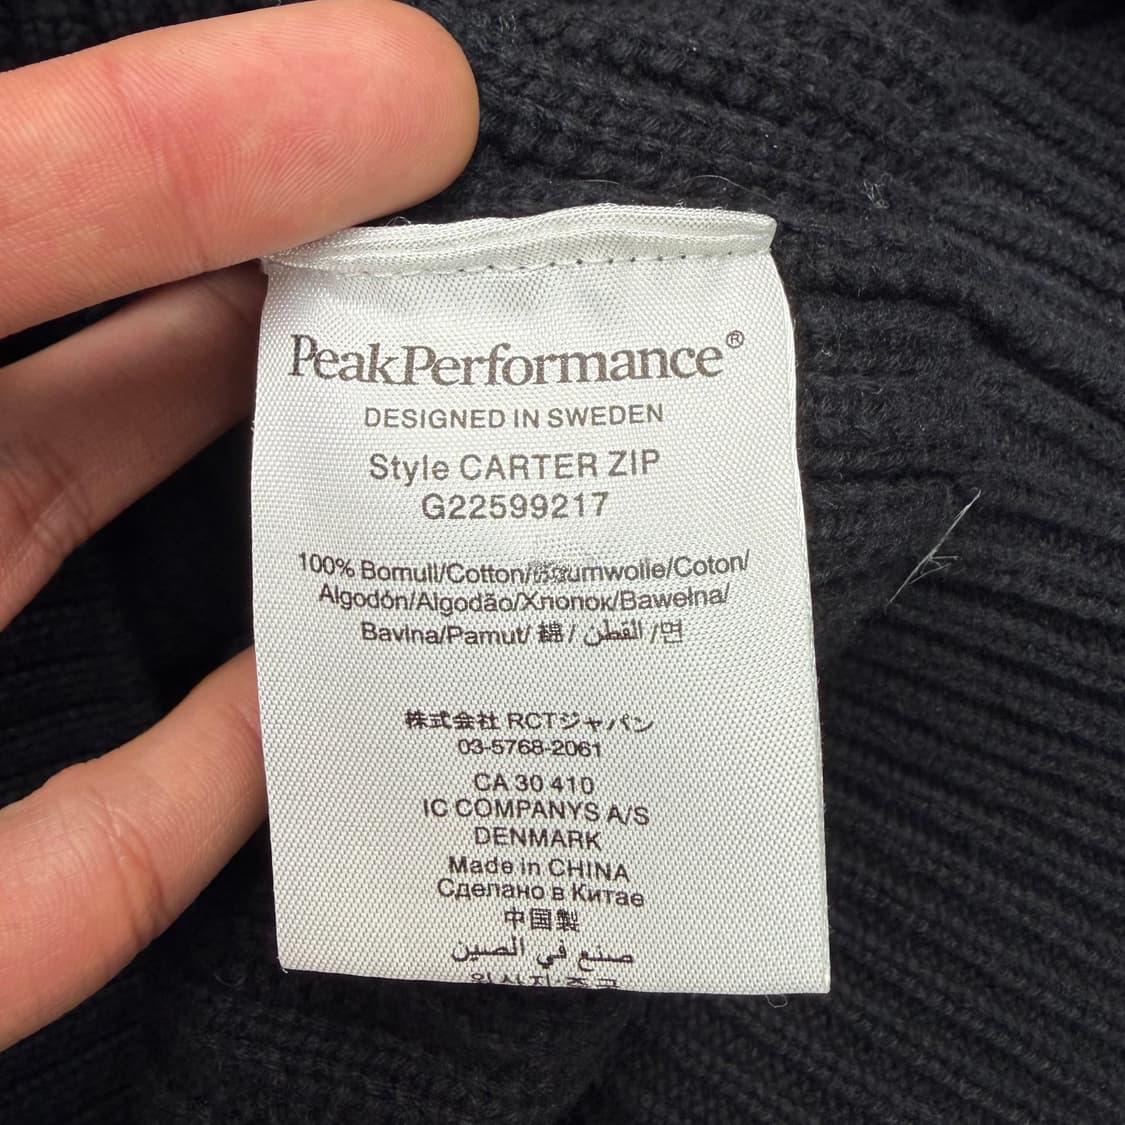 PeakPerformance®
DESIGNED IN SWEDEN
Style CARTER ZIP
G22599217
100% Bomull/Cotton/Baumwolle/Coton/
Algodón/Algodão/Хлопок/Bawełna/
Bavlna/Pamut/ 綿 / القطن /면
株式会社 RCTジャパン
03-5768-2061
CA 30 410
IC COMPANYS A/S
DENMARK
Made in CHINA
Сделано в Китае
中国製
صنع في الصين